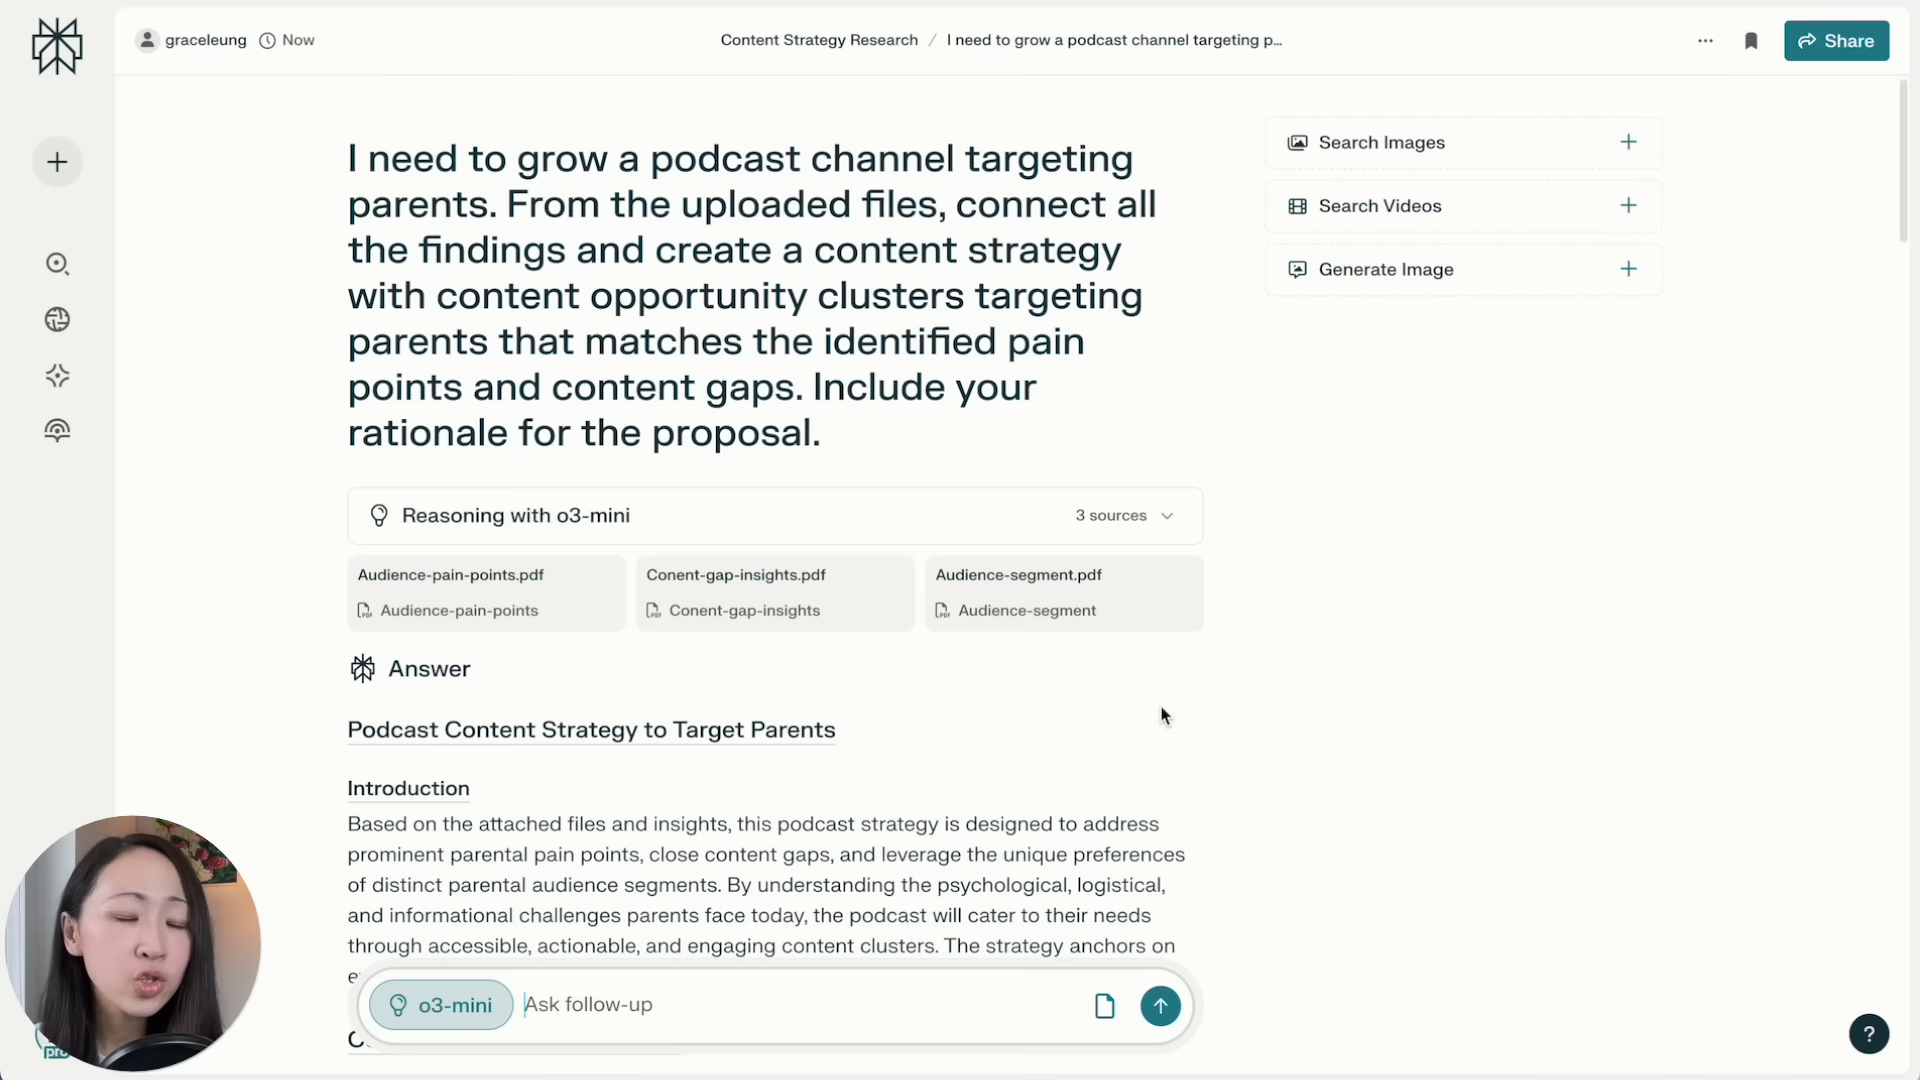 graceleung Now
Content Strategy Research / I need to grow a podcast channel targeting p...
Share
I need to grow a podcast channel targeting
parents. From the uploaded files, connect all
the findings and create a content strategy
with content opportunity clusters targeting
parents that matches the identified pain
points and content gaps. Include your
rationale for the proposal.
Search Images
Search Videos
Generate Image
Reasoning with o3-mini
3 sources
Audience-pain-points.pdf
Audience-pain-points
Conent-gap-insights.pdf
Conent-gap-insights
Audience-segment.pdf
Audience-segment
Answer
Podcast Content Strategy to Target Parents
Introduction
Based on the attached files and insights, this podcast strategy is designed to address
prominent parental pain points, close content gaps, and leverage the unique preferences
of distinct parental audience segments. By understanding the psychological, logistical,
and informational challenges parents face today, the podcast will cater to their needs
through accessible, actionable, and engaging content clusters. The strategy anchors on
o3-mini
Ask follow-up
pro
?